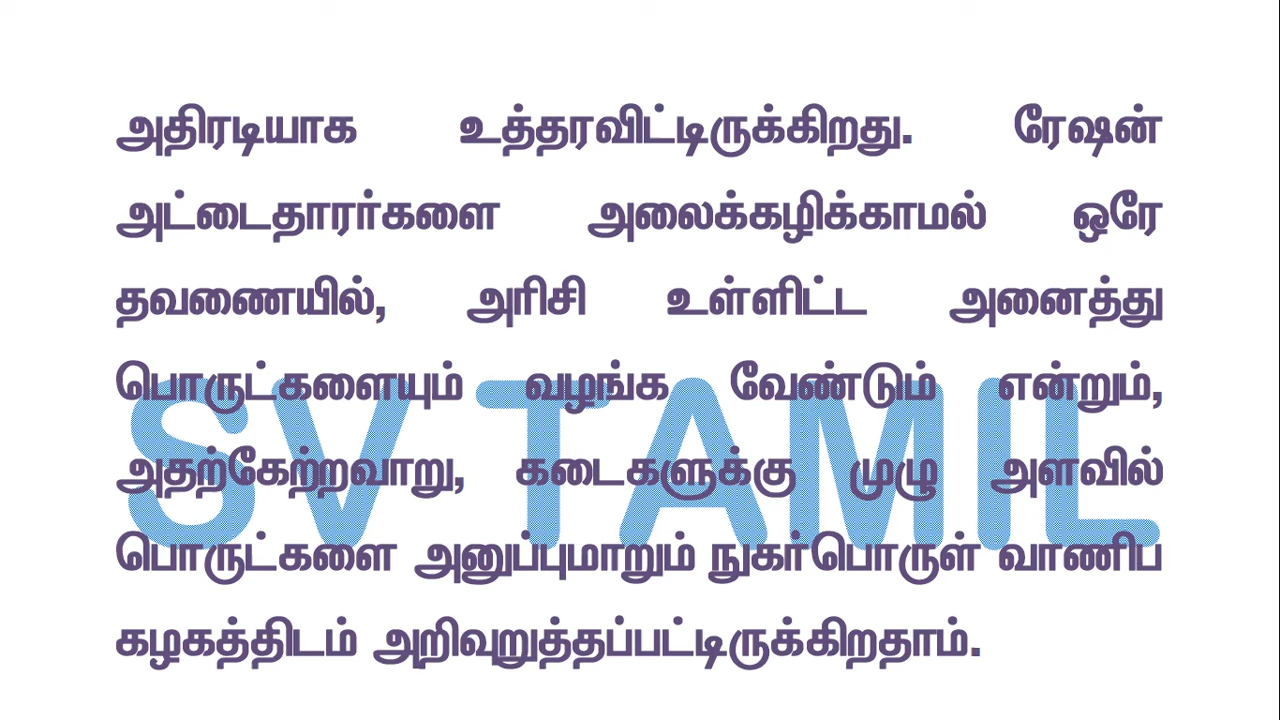 அதிரடியாக உத்தரவிட்டிருக்கிறது. ரேஷன்
அட்டைதாரர்களை அலைக்கழிக்காமல் ஒரே
தவணையில், அரிசி உள்ளிட்ட அனைத்து
பொருட்களையும் வழங்க வேண்டும் என்றும்,
அதற்கேற்றவாறு, கடைகளுக்கு முழு அளவில்
பொருட்களை அனுப்புமாறும் நுகர்பொருள் வாணிப
கழகத்திடம் அறிவுறுத்தப்பட்டிருக்கிறதாம்.
SV TAMIL